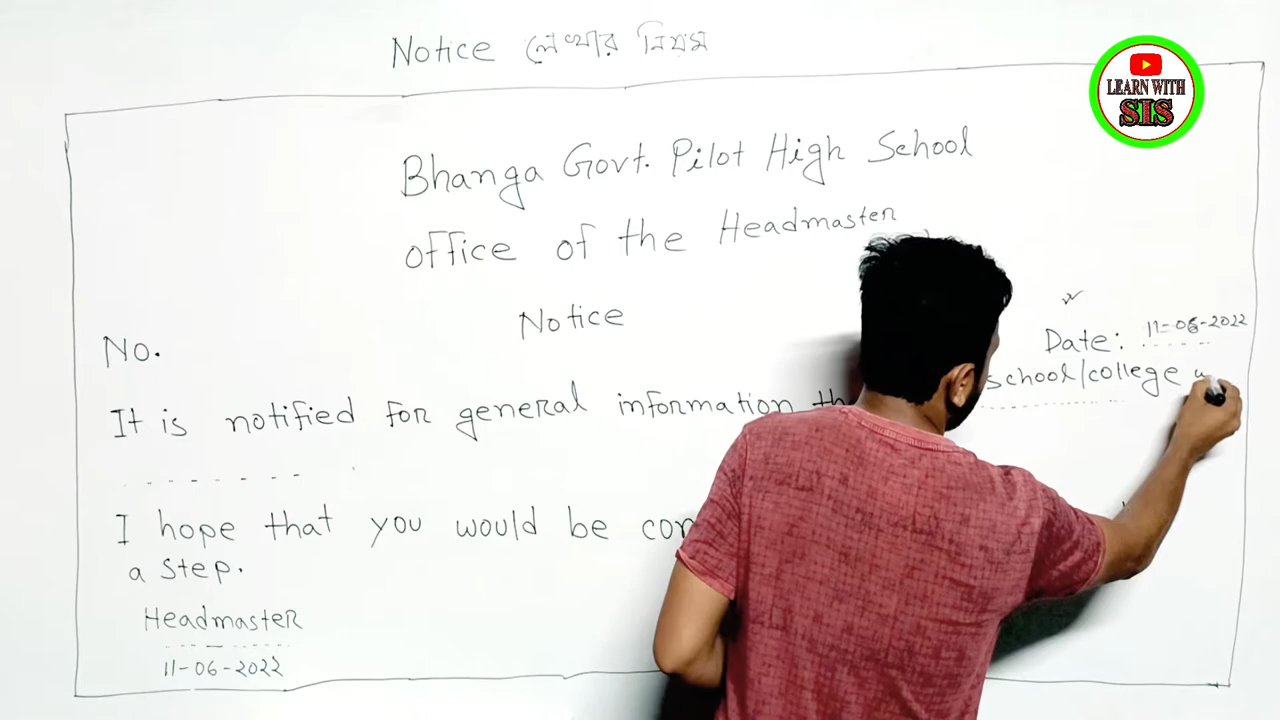 Notice লেখার নিয়ম
LEARN WITH
SIS
Bhanga Govt. Pilot High School
office of the Headmaster
Notice
No.
Date: 11-06-2022
It is notified for general information school/college
I hope that you would be
a step.
Headmaster
11-06-2022